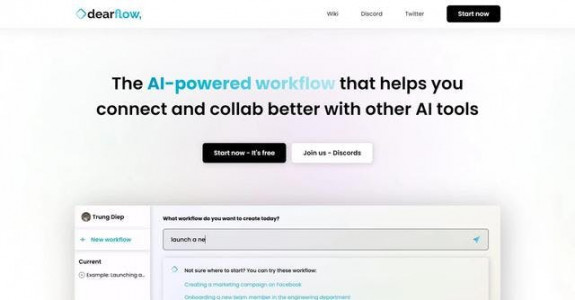 dearflow,
Wiki
Discord
Twitter
Start now
The AI-powered workflow that helps you
connect and collab better with other AI tools
Start now - It's free
Join us - Discords
Trung Diep
What workflow do you want to create today?
+ New workflow
launch a ne
Current
Example: Launching a..
Not sure where to start? You can try these workflow:
Creating a marketing campaign on Facebook
Onboarding a new team member in the engineering department